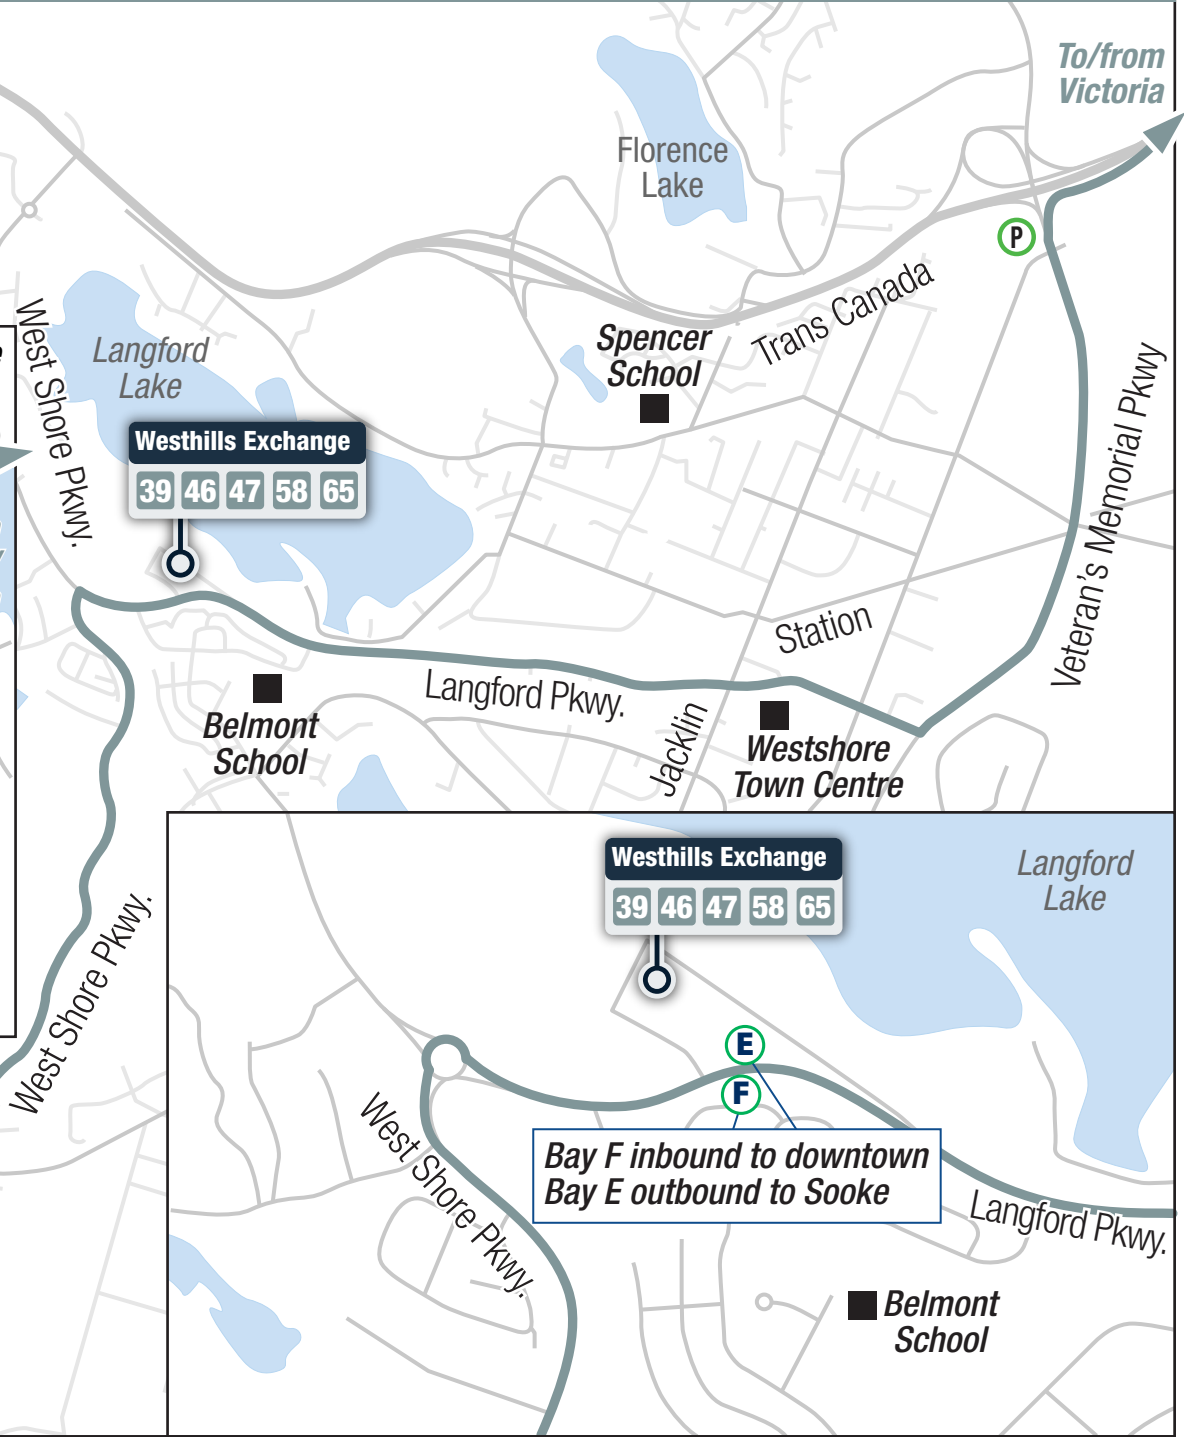 To/from
Victoria
Florence
Lake
P
Trans Canada
West Shore Pkwy.
Langford
Lake
Spencer
School
Veteran's Memorial Pkwy
Westhills Exchange
39 46 47 58 65
Station
Langford Pkwy.
Belmont
School
Jacklin
Westshore
Town Centre
West Shore Pkwy.
Westhills Exchange
39 46 47 58 65
Langford
Lake
E
F
West Shore Pkwy.
Bay F inbound to downtown
Bay E outbound to Sooke
Langford Pkwy.
Belmont
School